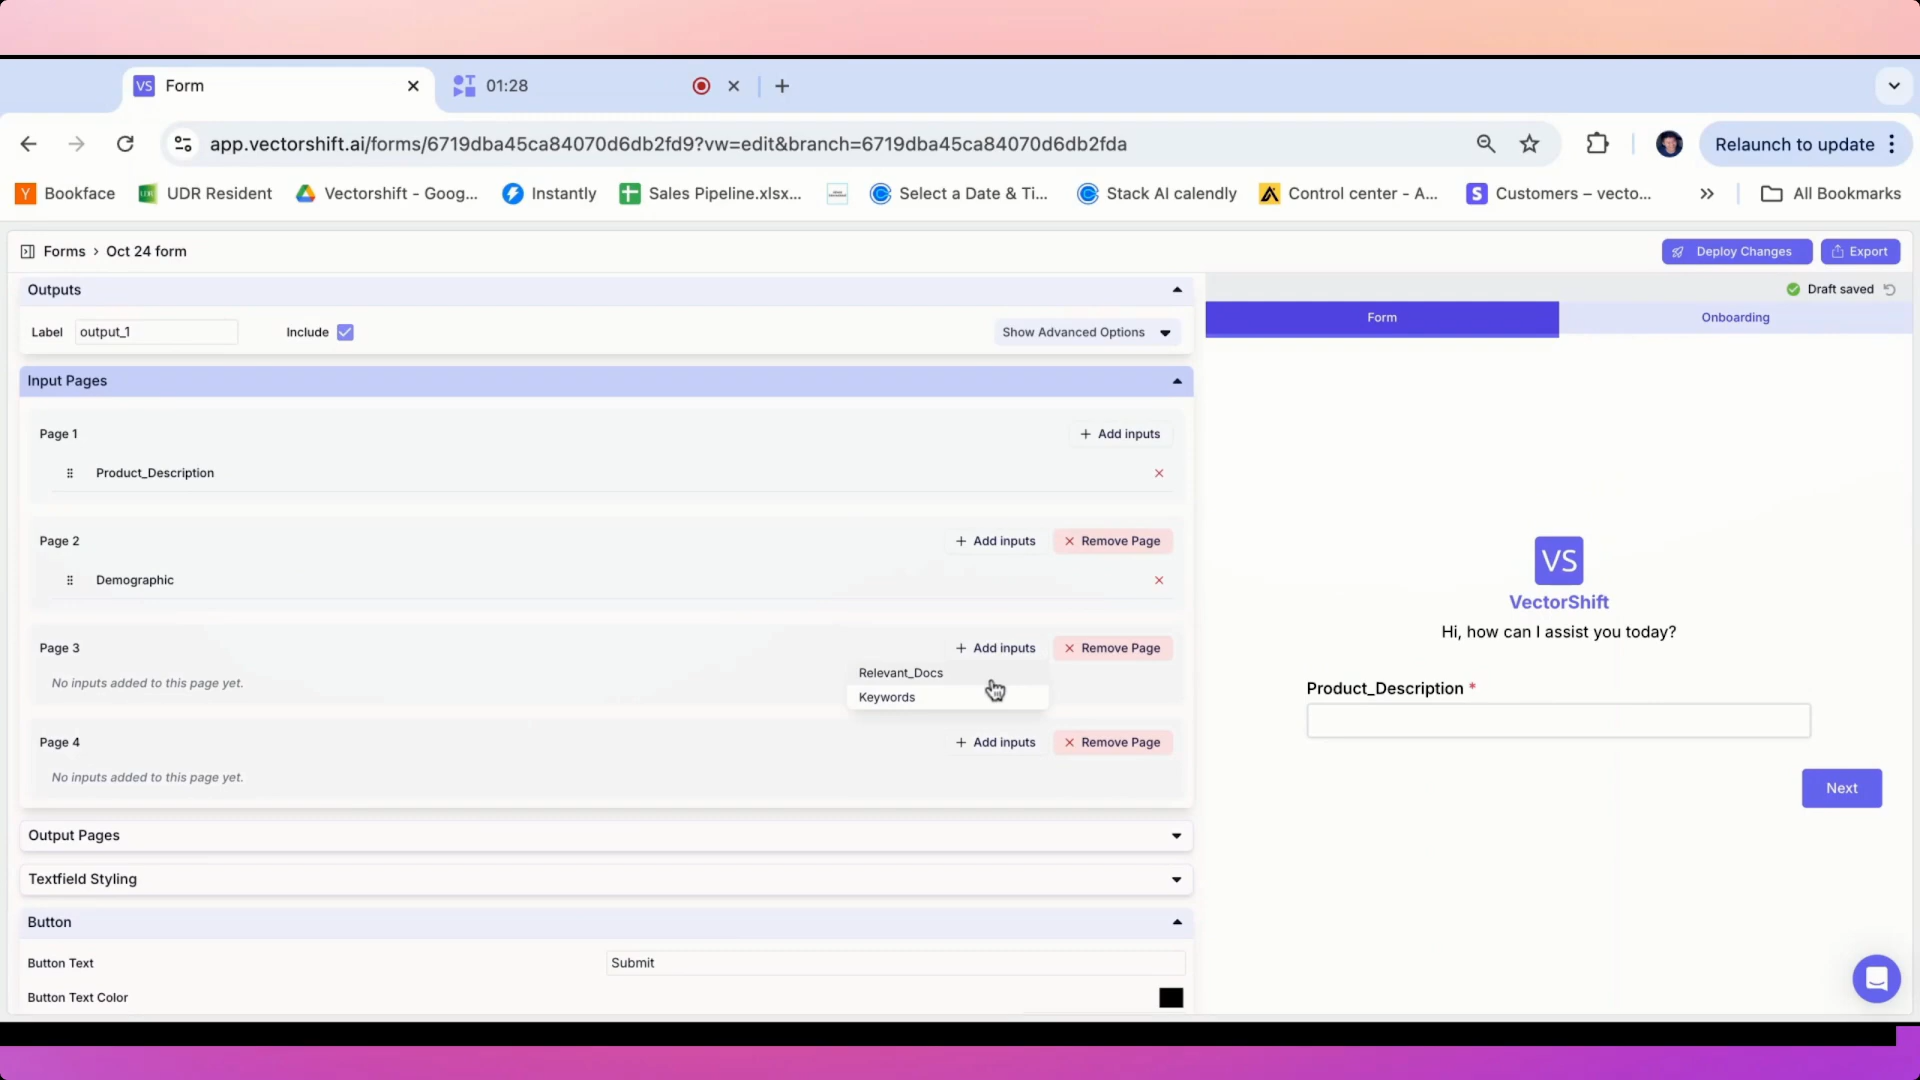 VS Form
01:28
app.vectorshift.ai/forms/6719dba45ca84070d6db2fd9?vw=edit&branch=6719dba45ca84070d6db2fda
Relaunch to update
Bookface
UDR Resident
Vectorshift - Goog...
Instantly
Sales Pipeline.xlsx...
Select a Date & Ti...
Stack AI calendly
Control center - A...
Customers – vecto...
All Bookmarks
Forms > Oct 24 form
Deploy Changes
Export
Outputs
Draft saved
Label output_1 Include Show Advanced Options
Form
Onboarding
Input Pages
Page 1 + Add inputs
Product_Description
Page 2 + Add inputs × Remove Page
Demographic
Page 3 + Add inputs × Remove Page
No inputs added to this page yet.
Relevant_Docs
Keywords
Page 4 + Add inputs × Remove Page
No inputs added to this page yet.
Output Pages
Textfield Styling
Button
Button Text Submit
Button Text Color
VS
VectorShift
Hi, how can I assist you today?
Product_Description *
Next